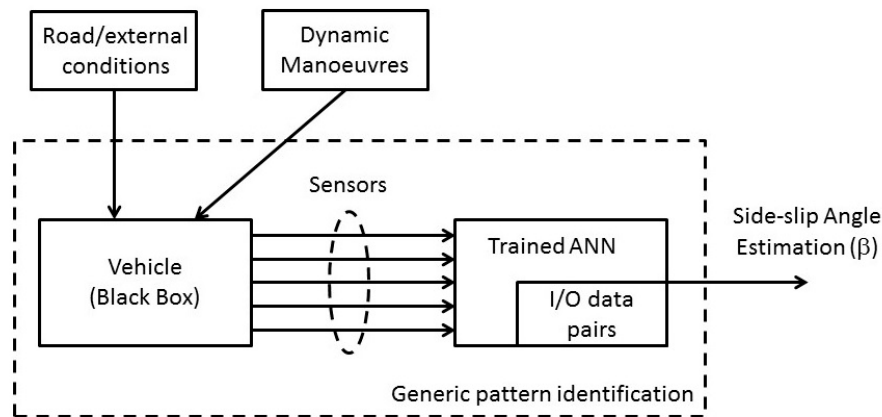 Road/external
conditions
Dynamic
Manoeuvres
Sensors
Vehicle
(Black Box)
Trained ANN
I/O data
pairs
Side-slip Angle
Estimation (β)
Generic pattern identification